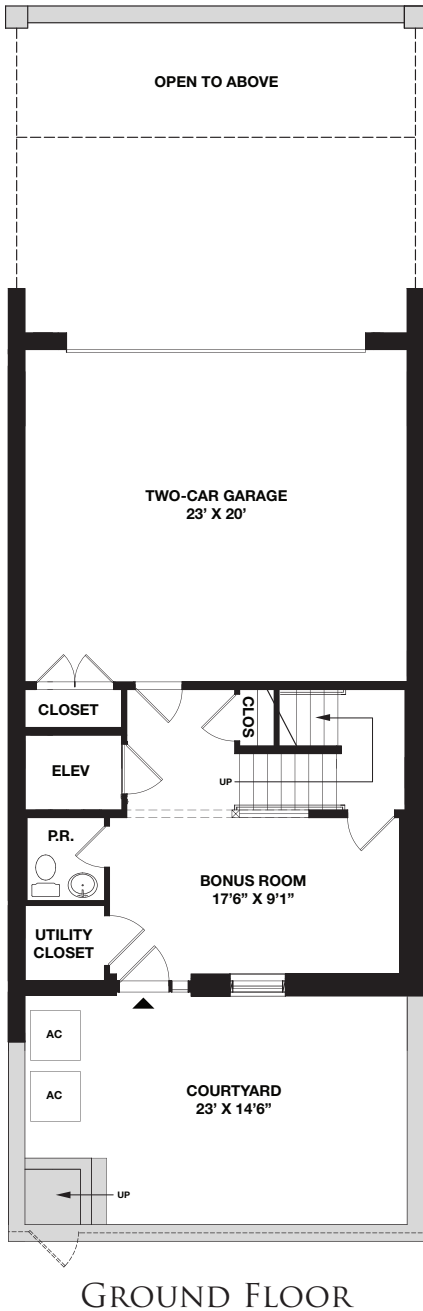 OPEN TO ABOVE
TWO-CAR GARAGE
23’ X 20’
CLOSET
CLOS
ELEV
UP
P.R.
BONUS ROOM
17’6” X 9’1”
UTILITY
CLOSET
AC
AC
COURTYARD
23’ X 14’6”
UP
GROUND FLOOR